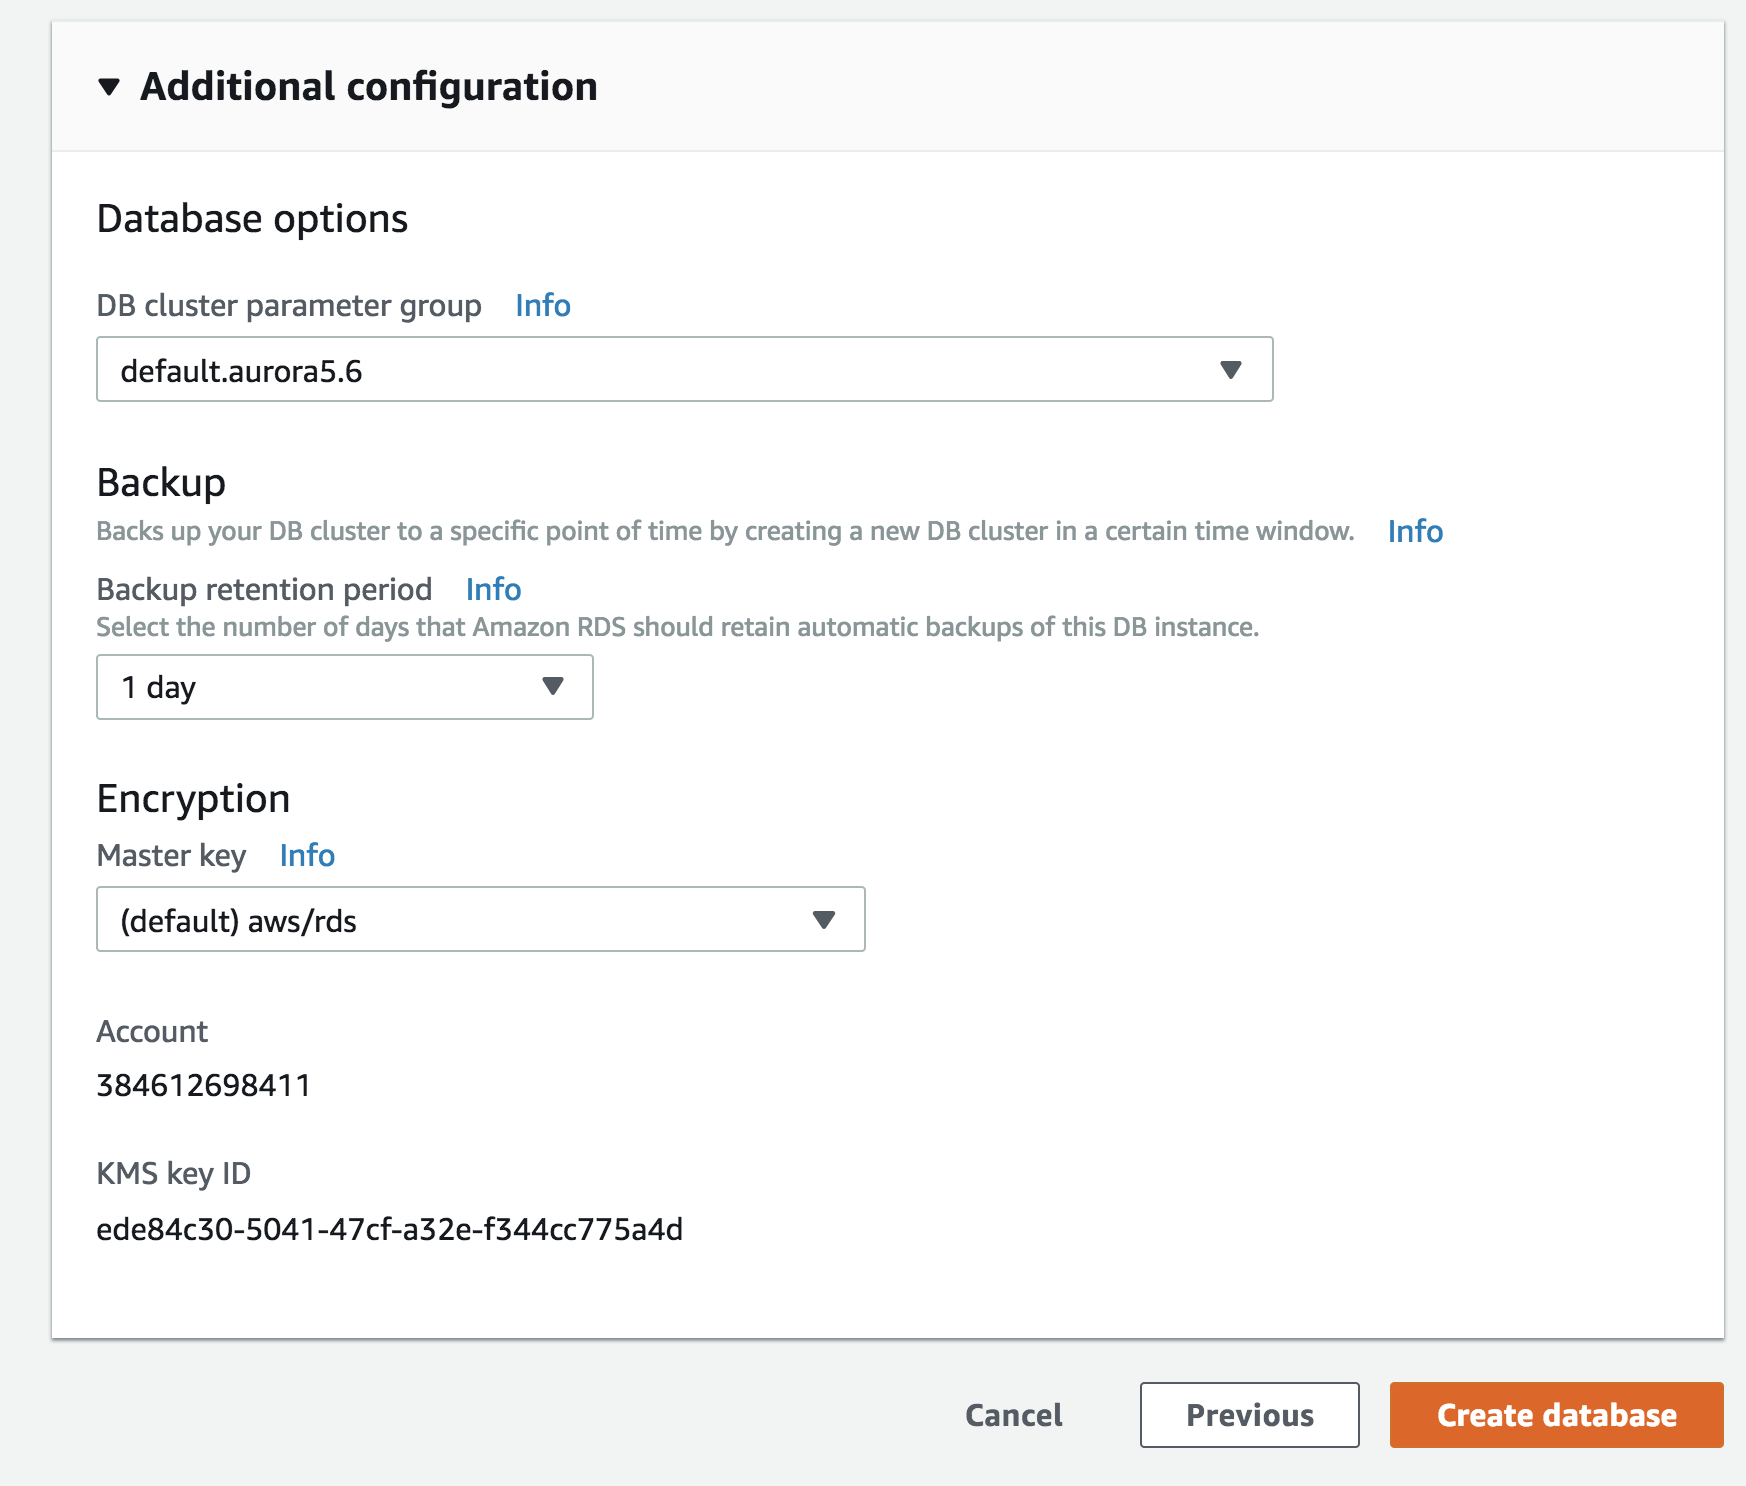 Additional configuration
Database options
DB cluster parameter group Info
default.aurora5.6
Backup
Backs up your DB cluster to a specific point of time by creating a new DB cluster in a certain time window. Info
Backup retention period Info
Select the number of days that Amazon RDS should retain automatic backups of this DB instance.
1 day
Encryption
Master key Info
(default) aws/rds
Account
384612698411
KMS key ID
ede84c30-5041-47cf-a32e-f344cc775a4d
Cancel Previous Create database